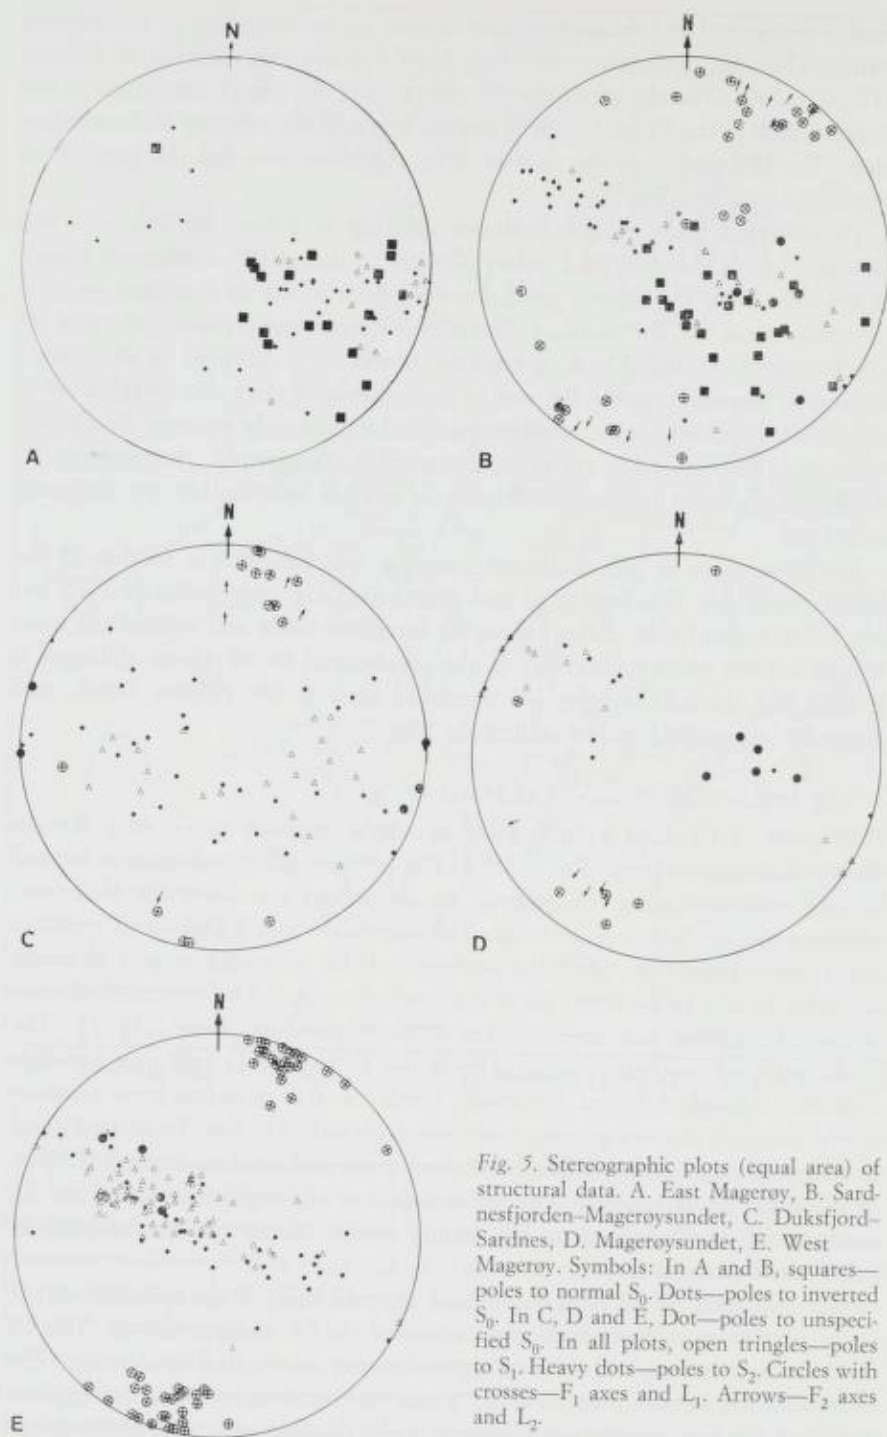 N
N
A
B
N
N
C
D
N
E
Fig. 5. Stereographic plots (equal area) of
structural data. A. East Magerøy, B. Sard-
nesfjorden–Magerøysundet, C. Duksfjord–
Sardnes, D. Magerøysundet, E. West
Magerøy. Symbols: In A and B, squares—
poles to normal S₀. Dots—poles to inverted
S₀. In C, D and E, Dot—poles to unspeci-
fied S₀. In all plots, open tringles—poles
to S₁. Heavy dots—poles to S₂. Circles with
crosses—F₁ axes and L₁. Arrows—F₂ axes
and L₂.